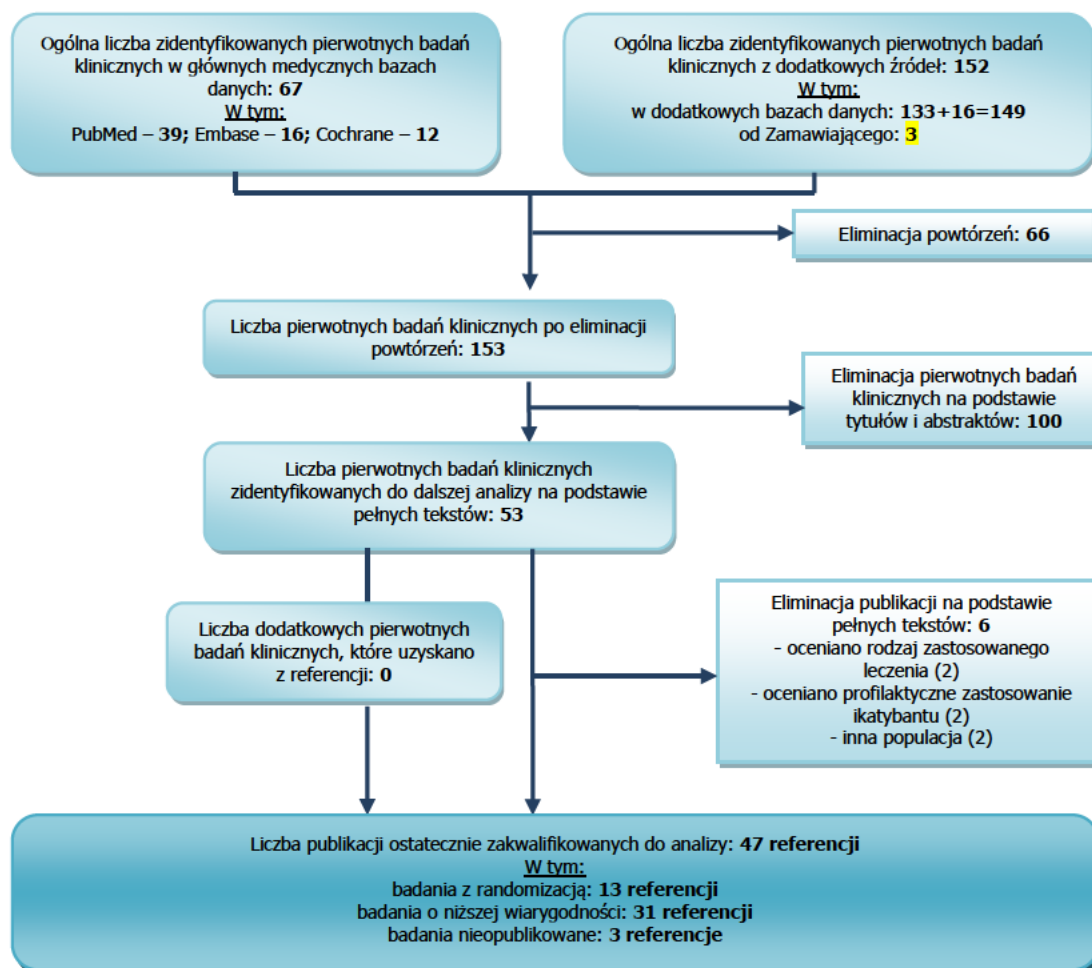 Ogólna liczba zidentyfikowanych pierwotnych badań
klinicznych w głównych medycznych bazach
danych: 67
W tym:
PubMed – 39; Embase – 16; Cochrane – 12
Ogólna liczba zidentyfikowanych pierwotnych badań
klinicznych z dodatkowych źródeł: 152
W tym:
w dodatkowych bazach danych: 133+16=149
od Zamawiającego: 3
Eliminacja powtórzeń: 66
Liczba pierwotnych badań klinicznych po eliminacji
powtórzeń: 153
Eliminacja pierwotnych badań
klinicznych na podstawie
tytułów i abstraktów: 100
Liczba pierwotnych badań klinicznych
zidentyfikowanych do dalszej analizy na podstawie
pełnych tekstów: 53
Liczba dodatkowych pierwotnych
badań klinicznych, które uzyskano
z referencji: 0
Eliminacja publikacji na podstawie
pełnych tekstów: 6
- oceniano rodzaj zastosowanego
leczenia (2)
- oceniano profilaktyczne zastosowanie
ikatybantu (2)
- inna populacja (2)
Liczba publikacji ostatecznie zakwalifikowanych do analizy: 47 referencji
W tym:
badania z randomizacją: 13 referencji
badania o niższej wiarygodności: 31 referencji
badania nieopublikowane: 3 referencje